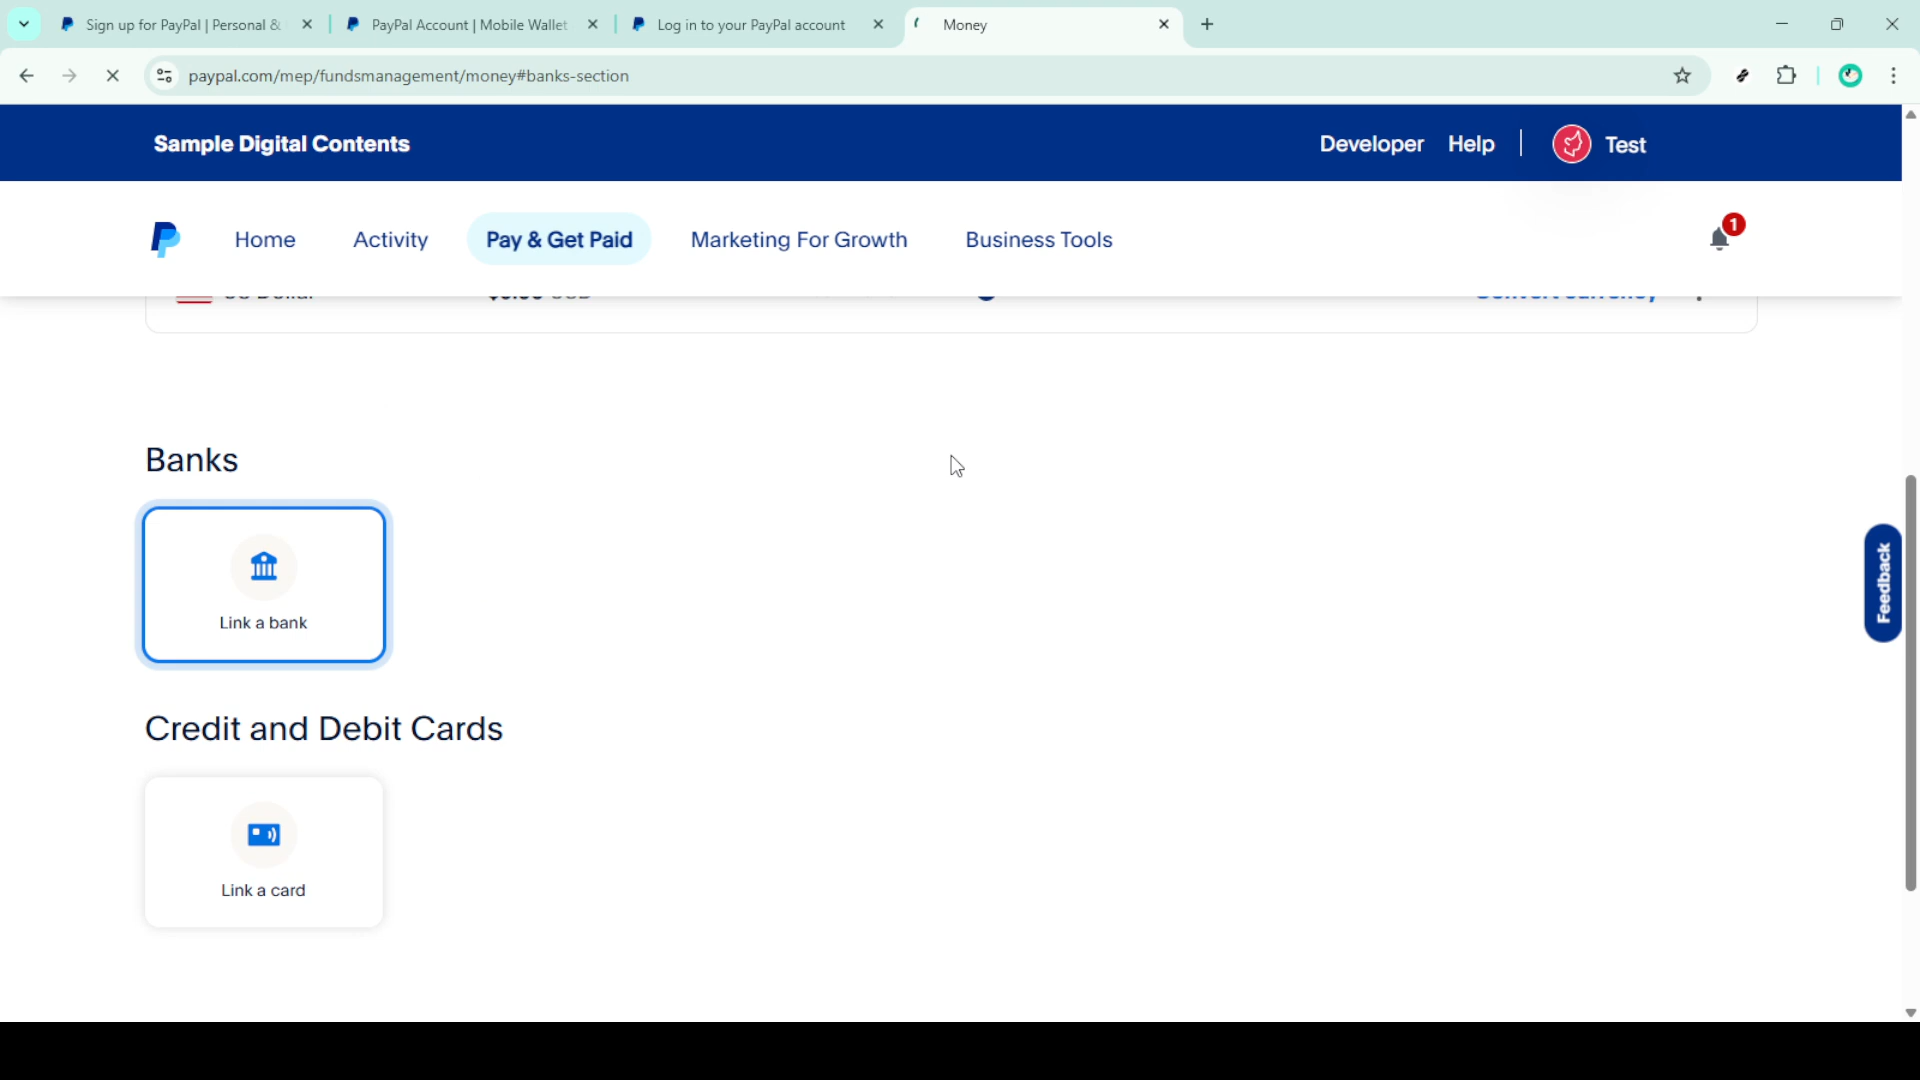 Sign up for PayPal | Personal &
PayPal Account | Mobile Wallet
Log in to your PayPal account
Money
paypal.com/mep/fundsmanagement/money#banks-section
Sample Digital Contents
Developer
Help
Test
Home
Activity
Pay & Get Paid
Marketing For Growth
Business Tools
1
Banks
Link a bank
Feedback
Credit and Debit Cards
Link a card